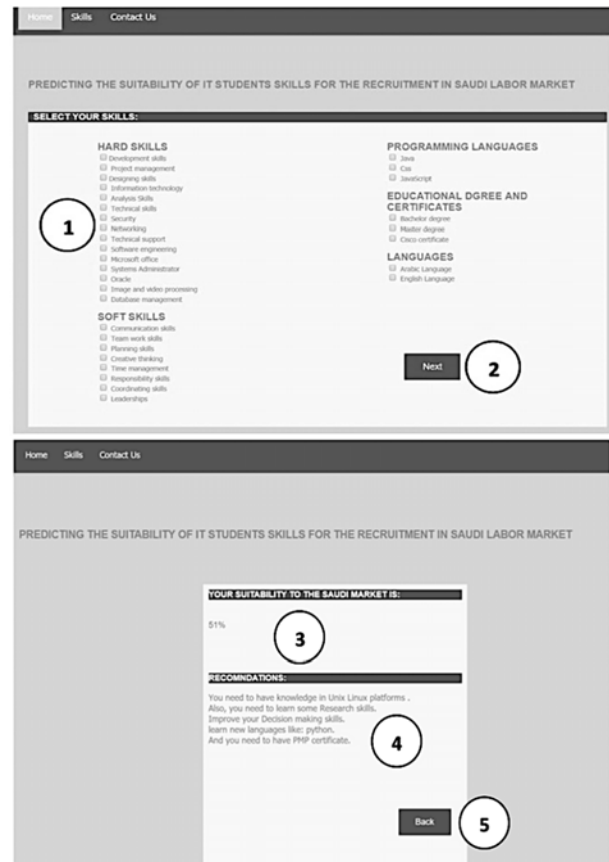 Home Skills Contact Us
PREDICTING THE SUITABILITY OF IT STUDENTS SKILLS FOR THE RECRUITMENT IN SAUDI LABOR MARKET
SELECT YOUR SKILLS:
HARD SKILLS
Development skills
Project management
Designing skills
Information technology
Analysis Skills
Technical skills
Security
Networking
Technical support
Software engineering
Microsoft office
Systems Administrator
Oracle
Image and video processing
Database management
1
SOFT SKILLS
Communication skills
Team work skills
Planning skills
Creative thinking
Time management
Responsibility skills
Coordinating skills
Leaderships
PROGRAMMING LANGUAGES
Java
Css
JavaScript
EDUCATIONAL DGREE AND
CERTIFICATES
Bachelor degree
Master degree
Cisco certificate
LANGUAGES
Arabic Language
English Language
Next
2
Home Skills Contact Us
PREDICTING THE SUITABILITY OF IT STUDENTS SKILLS FOR THE RECRUITMENT IN SAUDI LABOR MARKET
YOUR SUITABILITY TO THE SAUDI MARKET IS:
51%
3
RECOMNDATIONS:
You need to have knowledge in Unix Linux platforms .
Also, you need to learn some Research skills.
Improve your Decision making skills.
learn new languages like: python.
And you need to have PMP certificate.
4
Back
5